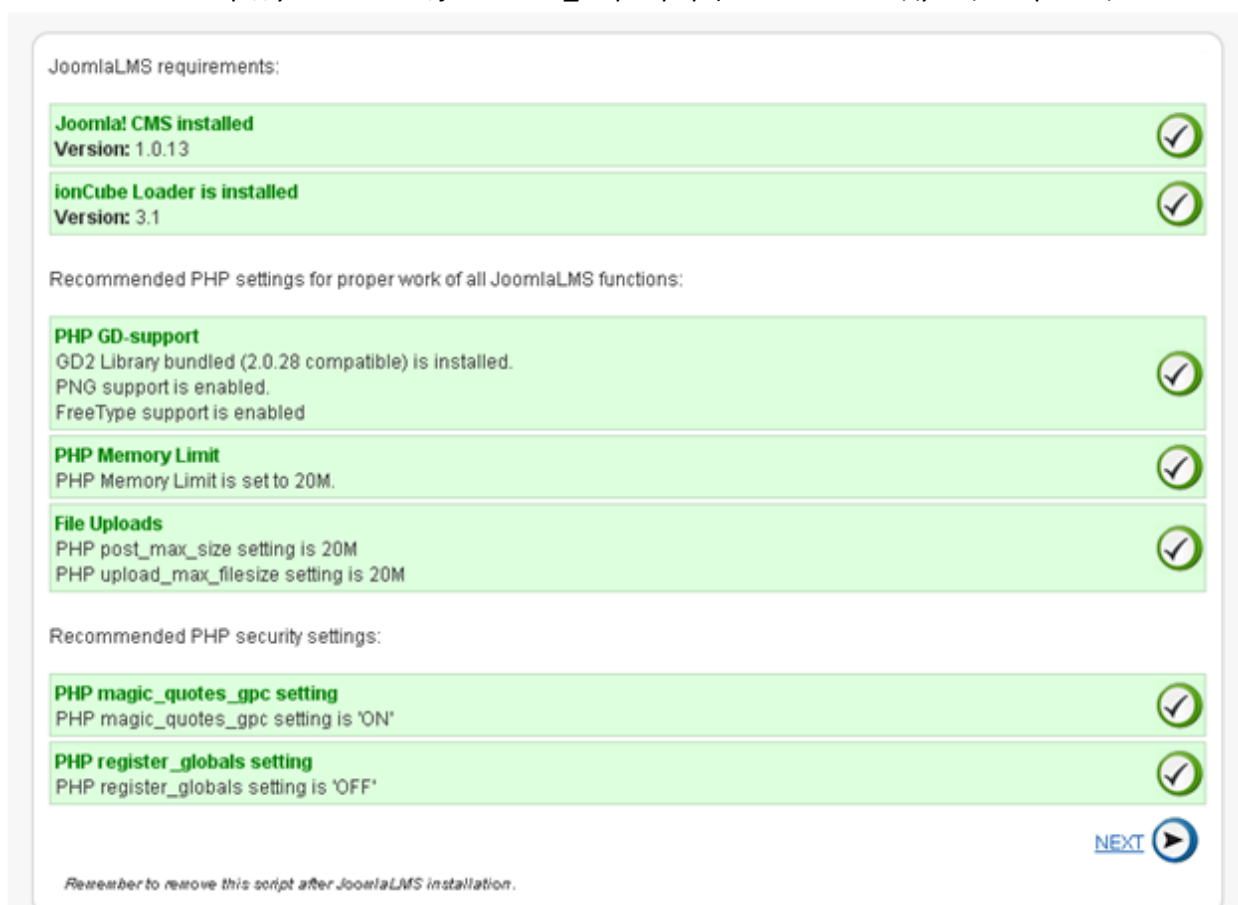 JoomlaLMS requirements:
Joomla! CMS installed
Version: 1.0.13
ionCube Loader is installed
Version: 3.1
Recommended PHP settings for proper work of all JoomlaLMS functions:
PHP GD-support
GD2 Library bundled (2.0.28 compatible) is installed.
PNG support is enabled.
FreeType support is enabled
PHP Memory Limit
PHP Memory Limit is set to 20M.
File Uploads
PHP post_max_size setting is 20M
PHP upload_max_filesize setting is 20M
Recommended PHP security settings:
PHP magic_quotes_gpc setting
PHP magic_quotes_gpc setting is 'ON'
PHP register_globals setting
PHP register_globals setting is 'OFF'
NEXT
Remember to remove this script after JoomlaLMS installation.